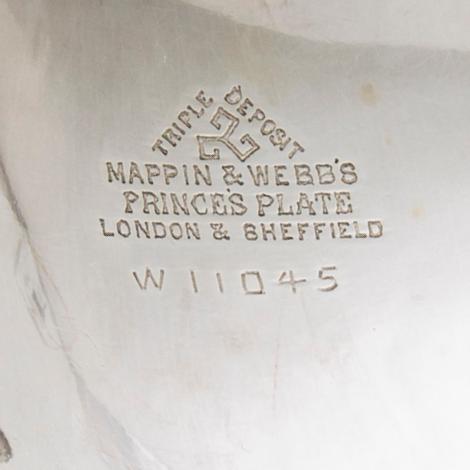 TRIPLE DEPOSIT
MAPPIN & WEBB'S
PRINCE'S PLATE
LONDON & SHEFFIELD
W 11045